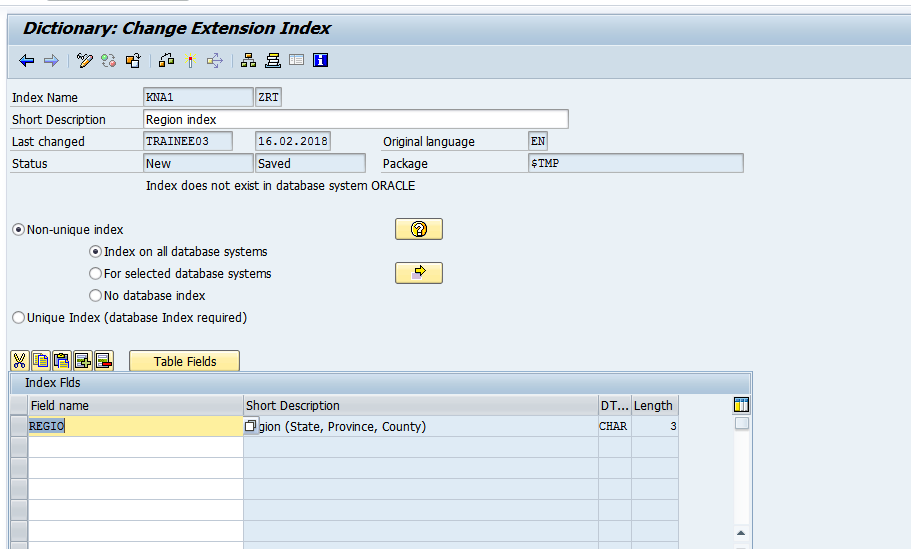 Dictionary: Change Extension Index
Index Name KNA1 ZRT
Short Description Region index
Last changed TRAINEE03 16.02.2018 Original language EN
Status New Saved Package $TMP
Index does not exist in database system ORACLE
Non-unique index
Index on all database systems
For selected database systems
No database index
Unique Index (database Index required)
Table Fields
Index Flds
Field name Short Description DT... Length
REGIO gion (State, Province, County) CHAR 3